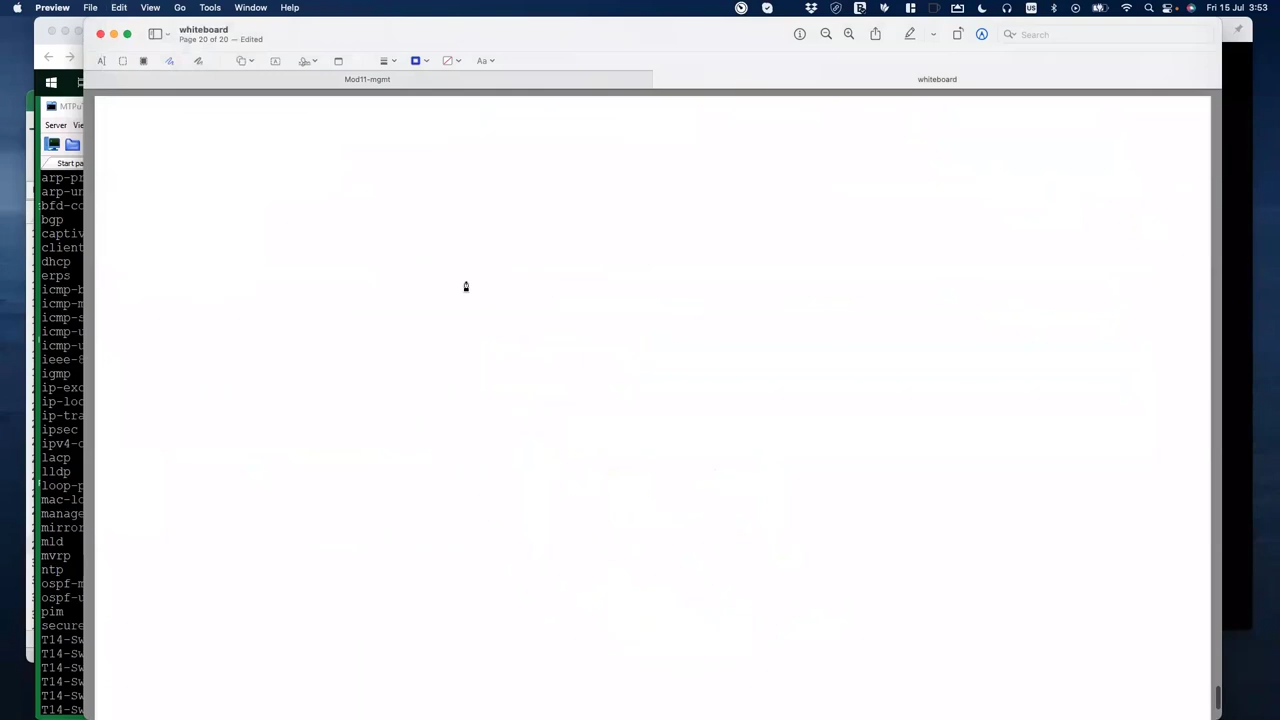 Preview File Edit View Go Tools Window Help Fri 15 Jul 3:53
whiteboard
Page 20 of 20 — Edited
Search
Mod11-mgmt whiteboard
Server
Start pa
arp-pr
arp-un
bfd-co
bgp
captiv
client
dhcp
erps
icmp-b
icmp-m
icmp-s
icmp-u
icmp-u
ieee-8
igmp
ip-exc
ip-loc
ip-tra
ipsec
ipv4-o
lacp
lldp
loop-p
mac-lo
manage
mirror
mld
mvrp
ntp
ospf-m
ospf-u
pim
secure
T14-Sw
T14-Sw
T14-Sw
T14-Sw
T14-Sw
T14-Sw